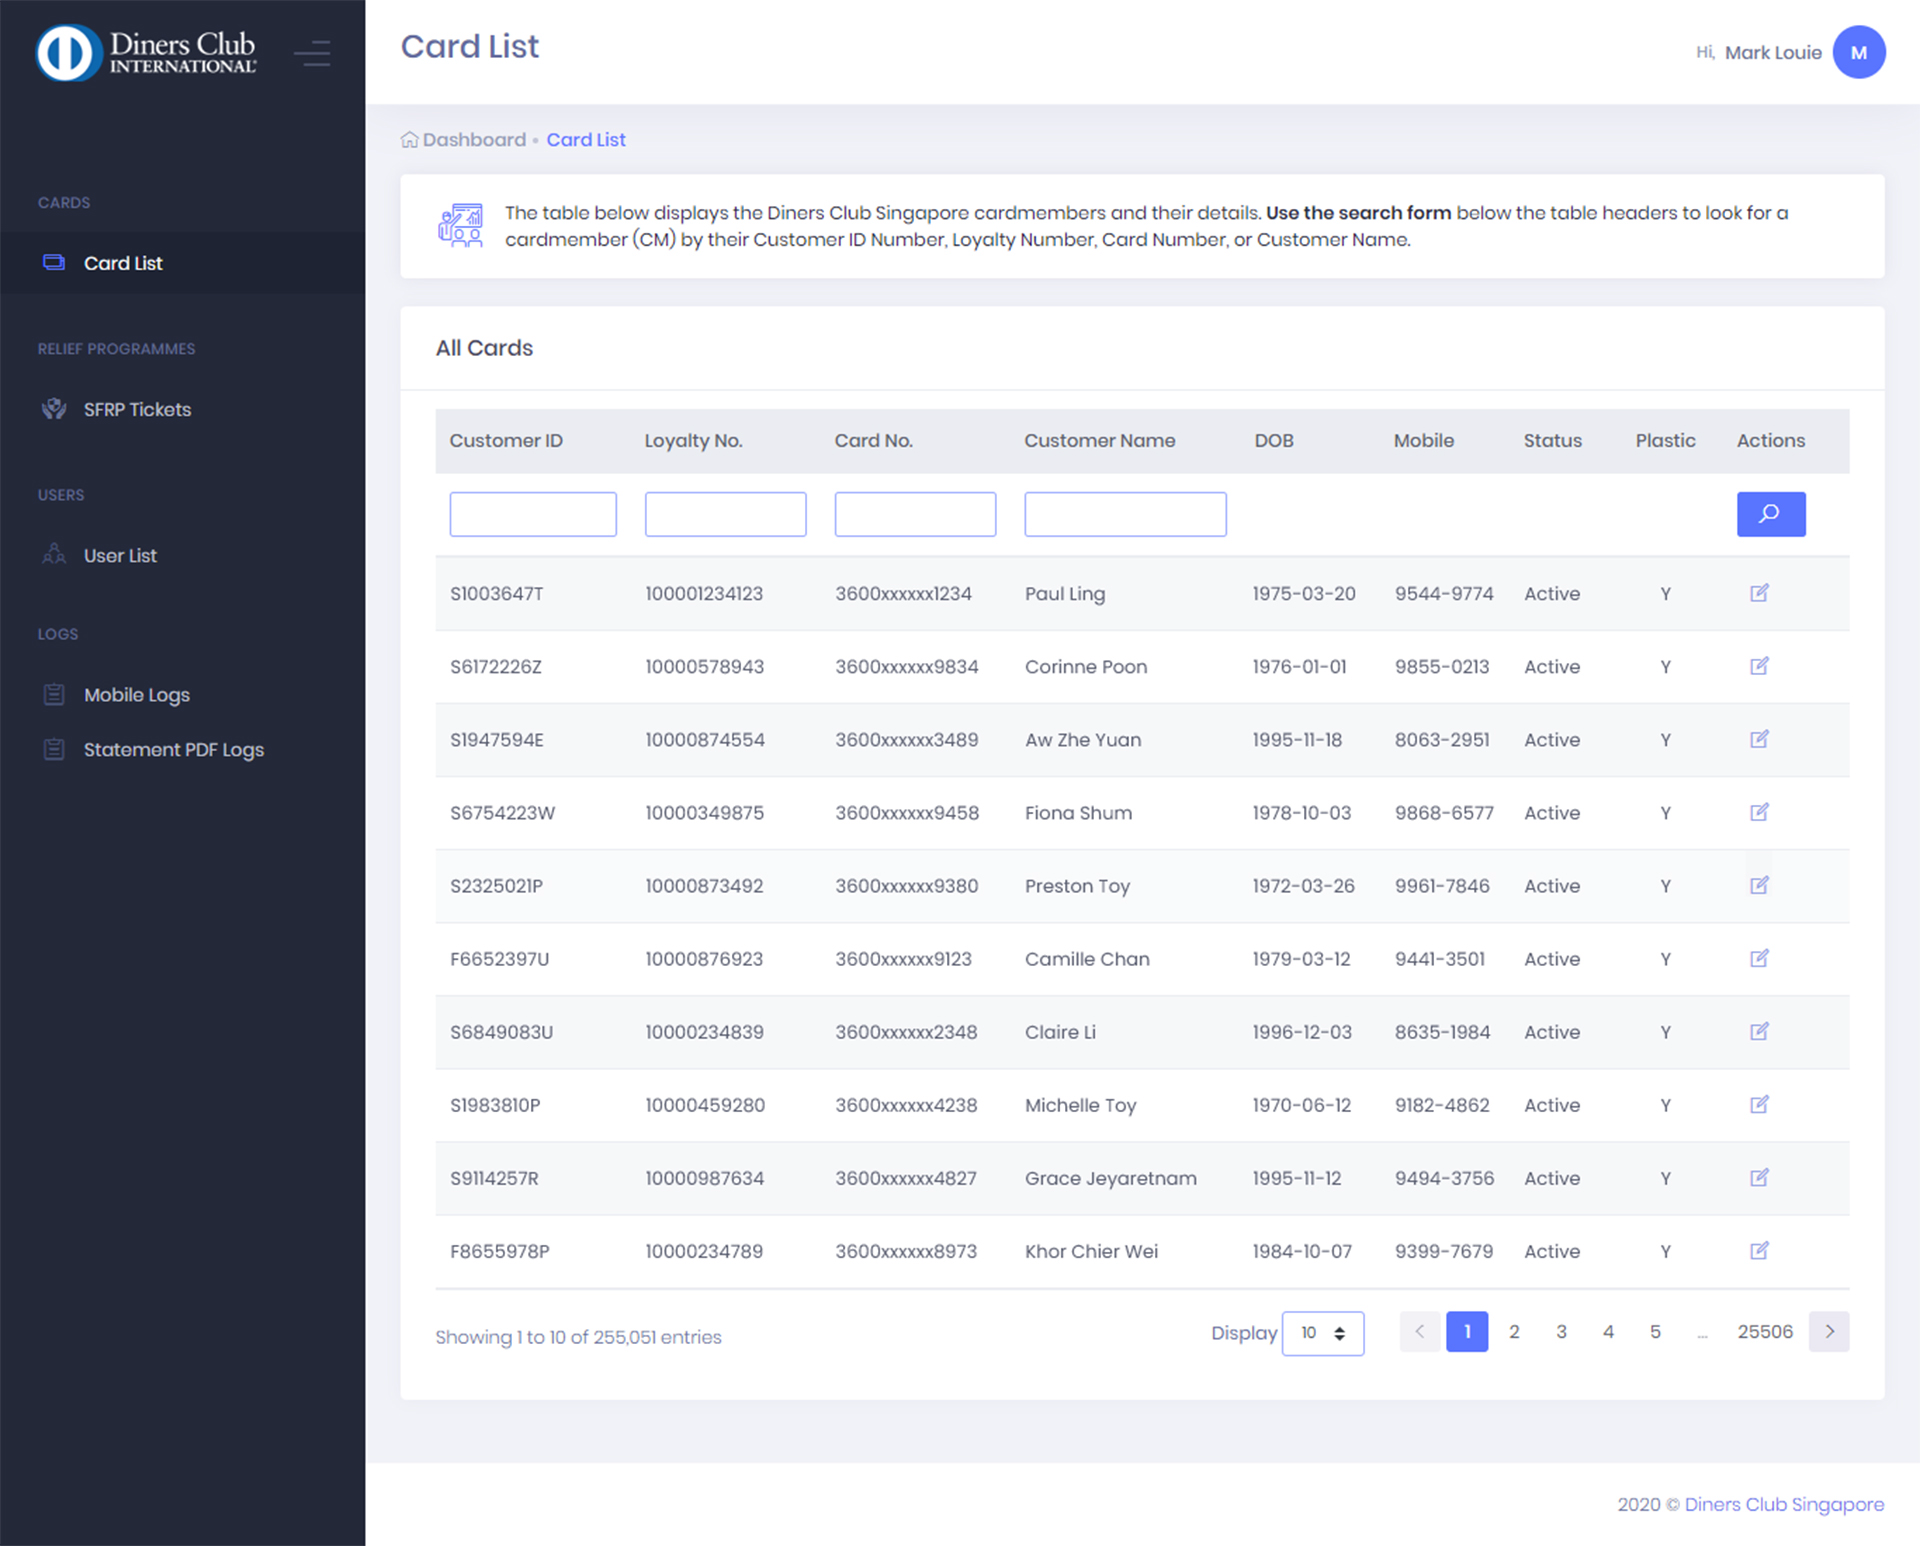 Diners Club
INTERNATIONAL®
Card List
Hi, Mark Louie M
Dashboard • Card List
CARDS
Card List
RELIEF PROGRAMMES
SFRP Tickets
USERS
User List
LOGS
Mobile Logs
Statement PDF Logs
The table below displays the Diners Club Singapore cardmembers and their details. Use the search form below the table headers to look for a
cardmember (CM) by their Customer ID Number, Loyalty Number, Card Number, or Customer Name.
All Cards
Customer ID Loyalty No. Card No. Customer Name DOB Mobile Status Plastic Actions
S1003647T 100001234123 3600xxxxxx1234 Paul Ling 1975-03-20 9544-9774 Active Y
S6172226Z 10000578943 3600xxxxxx9834 Corinne Poon 1976-01-01 9855-0213 Active Y
S1947594E 10000874554 3600xxxxxx3489 Aw Zhe Yuan 1995-11-18 8063-2951 Active Y
S6754223W 10000349875 3600xxxxxx9458 Fiona Shum 1978-10-03 9868-6577 Active Y
S2325021P 10000873492 3600xxxxxx9380 Preston Toy 1972-03-26 9961-7846 Active Y
F6652397U 10000876923 3600xxxxxx9123 Camille Chan 1979-03-12 9441-3501 Active Y
S6849083U 10000234839 3600xxxxxx2348 Claire Li 1996-12-03 8635-1984 Active Y
S1983810P 10000459280 3600xxxxxx4238 Michelle Toy 1970-06-12 9182-4862 Active Y
S9114257R 10000987634 3600xxxxxx4827 Grace Jeyaretnam 1995-11-12 9494-3756 Active Y
F8655978P 10000234789 3600xxxxxx8973 Khor Chier Wei 1984-10-07 9399-7679 Active Y
Showing 1 to 10 of 255,051 entries Display 10 1 2 3 4 5 ... 25506
2020 © Diners Club Singapore